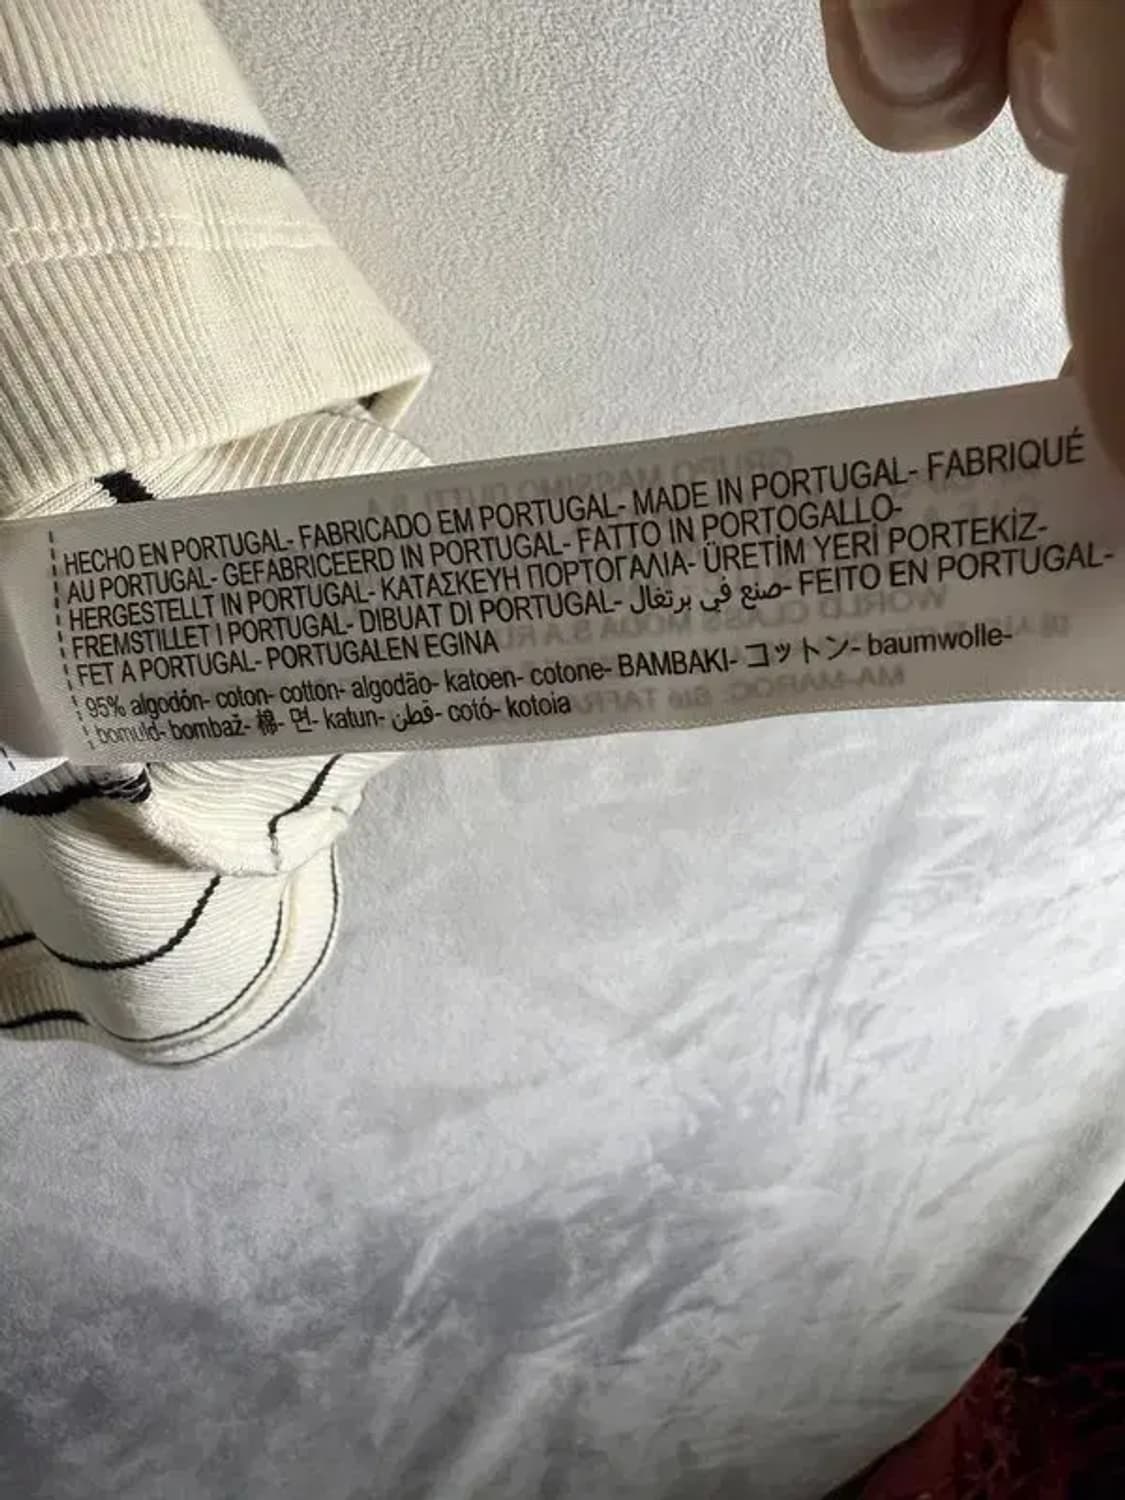 HECHO EN PORTUGAL- FABRICADO EM PORTUGAL- MADE IN PORTUGAL- FABRIQUÉ
AU PORTUGAL- GEFABRICEERD IN PORTUGAL- FATTO IN PORTOGALLO-
HERGESTELLT IN PORTUGAL- ΚΑΤΑΣΚΕΥΗ ΠΟΡΤΟΓΑΛΙΑ- ÜRETİM YERİ PORTEKİZ-
FREMSTILLET I PORTUGAL- DIBUAT DI PORTUGAL- صنع في برتغال- FEITO EN PORTUGAL-
FET A PORTUGAL- PORTUGALEN EGINA
95% algodón- coton- cotton- algodão- katoen- cotone- BAMBAKI- コットン- baumwolle-
bomuld- bombaž- 棉- 면- katun- قطن- cotó- kotoia